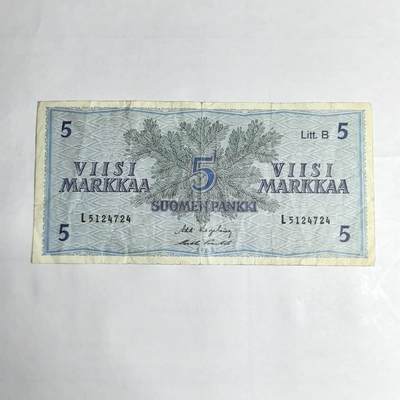 5 Litt. B 5
VIISI 5 VIISI
MARKKAA MARKKAA
SUOMEN PANKKI
L5124724 L5124724
5 5